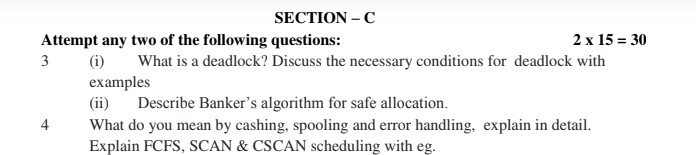 SECTION – C
Attempt any two of the following questions: 2 x 15 = 30
3 (i) What is a deadlock? Discuss the necessary conditions for deadlock with
examples
(ii) Describe Banker's algorithm for safe allocation.
4 What do you mean by cashing, spooling and error handling, explain in detail.
Explain FCFS, SCAN & CSCAN scheduling with eg.